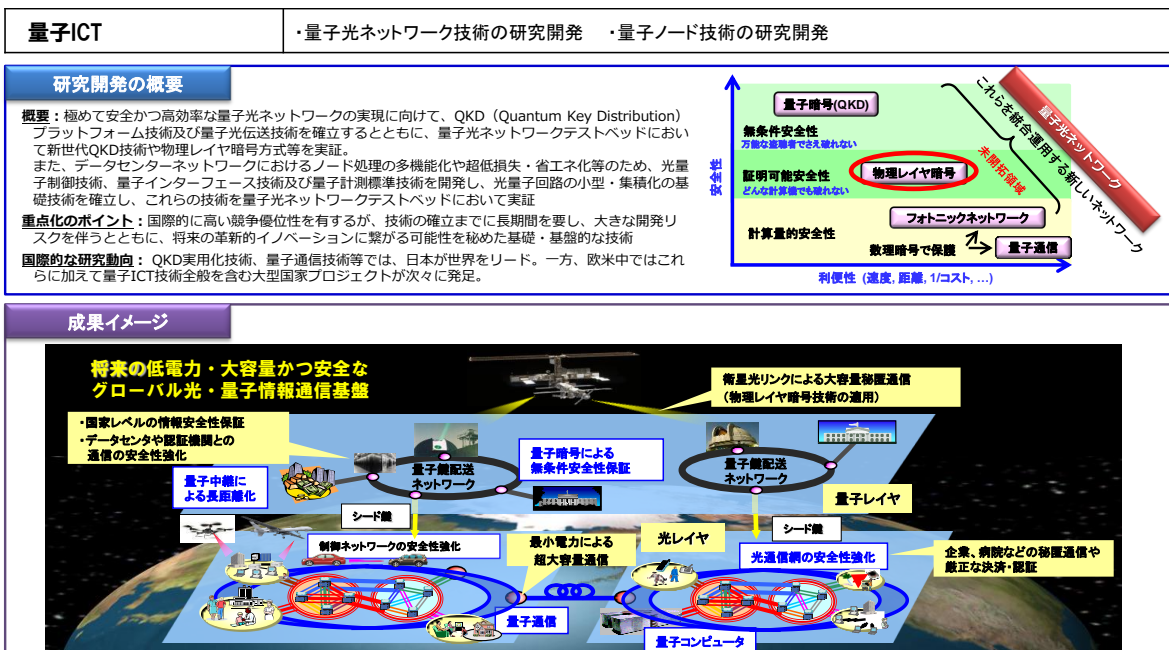 量子ICT
・量子光ネットワーク技術の研究開発　・量子ノード技術の研究開発
研究開発の概要
概要：極めて安全かつ高効率な量子光ネットワークの実現に向けて、QKD（Quantum Key Distribution）
プラットフォーム技術及び量子光伝送技術を確立するとともに、量子光ネットワークテストベッドにおい
て新世代QKD技術や物理レイヤ暗号方式等を実証。
また、データセンターネットワークにおけるノード処理の多機能化や超低損失・省エネ化等のため、光量
子制御技術、量子インターフェース技術及び量子計測標準技術を開発し、光量子回路の小型・集積化の基
礎技術を確立し、これらの技術を量子光ネットワークテストベッドにおいて実証
重点化のポイント：国際的に高い競争優位性を有するが、技術の確立までに長期間を要し、大きな開発リ
スクを伴うとともに、将来の革新的イノベーションに繋がる可能性を秘めた基礎・基盤的な技術
国際的な研究動向： QKD実用化技術、量子通信技術等では、日本が世界をリード。一方、欧米中ではこれ
らに加えて量子ICT技術全般を含む大型国家プロジェクトが次々に発足。
安全性
量子暗号(QKD)
無条件安全性
万能な盗聴者でさえ破れない
証明可能安全性
どんな計算機でも破れない
物理レイヤ暗号
計算量的安全性
フォトニックネットワーク
数理暗号で保護
量子通信
利便性 (速度, 距離, 1/コスト, …)
未開拓領域
これらを統合運用する新しいネットワーク
量子光ネットワーク
成果イメージ
将来の低電力・大容量かつ安全な
グローバル光・量子情報通信基盤
衛星光リンクによる大容量秘匿通信
（物理レイヤ暗号技術の適用）
・国家レベルの情報安全性保証
・データセンタや認証機関との
通信の安全性強化
量子鍵配送
ネットワーク
量子暗号による
無条件安全性保証
量子鍵配送
ネットワーク
量子中継に
よる長距離化
量子レイヤ
シード鍵
シード鍵
制御ネットワークの安全性強化
最小電力による
超大容量通信
光レイヤ
光通信網の安全性強化
企業、病院などの秘匿通信や
厳正な決済・認証
量子通信
量子コンピュータ